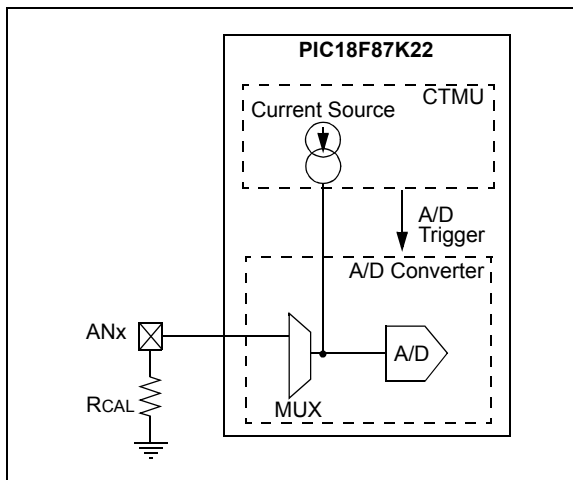 PIC18F87K22
CTMU
Current Source
A/D
Trigger
A/D Converter
ANx
A/D
RCAL
MUX